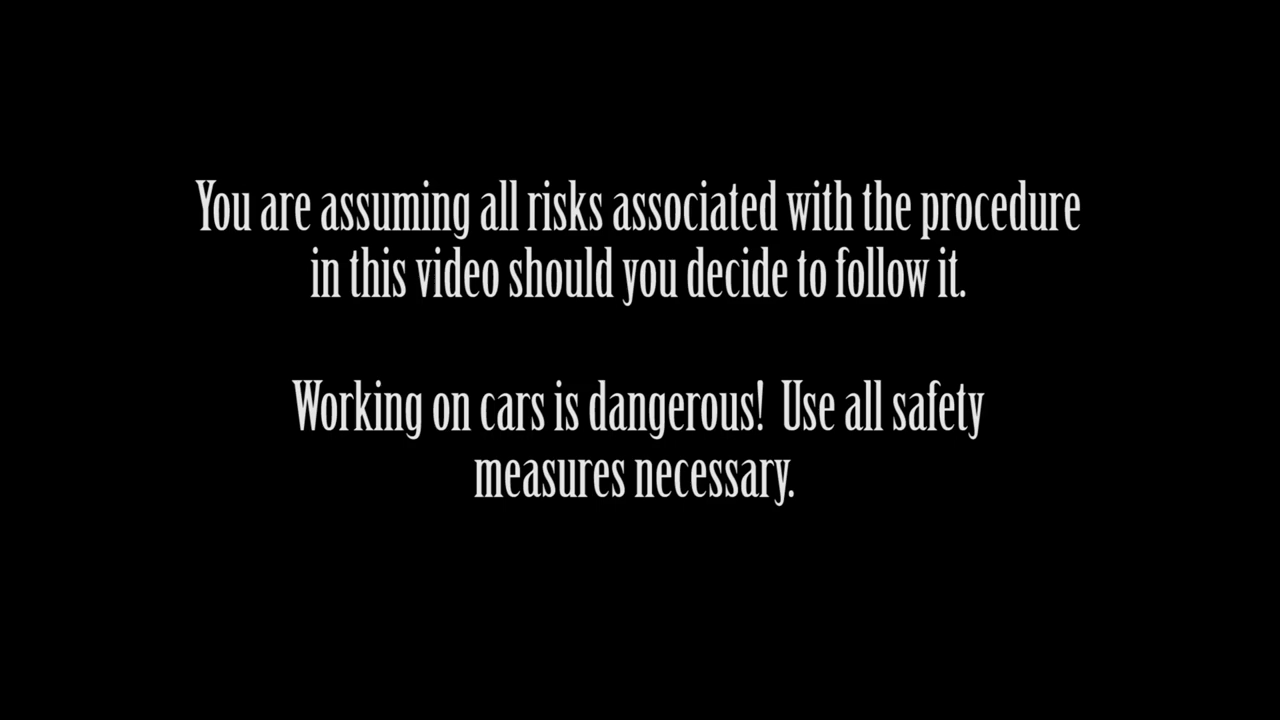 You are assuming all risks associated with the procedure
in this video should you decide to follow it.
Working on cars is dangerous!  Use all safety
measures necessary.